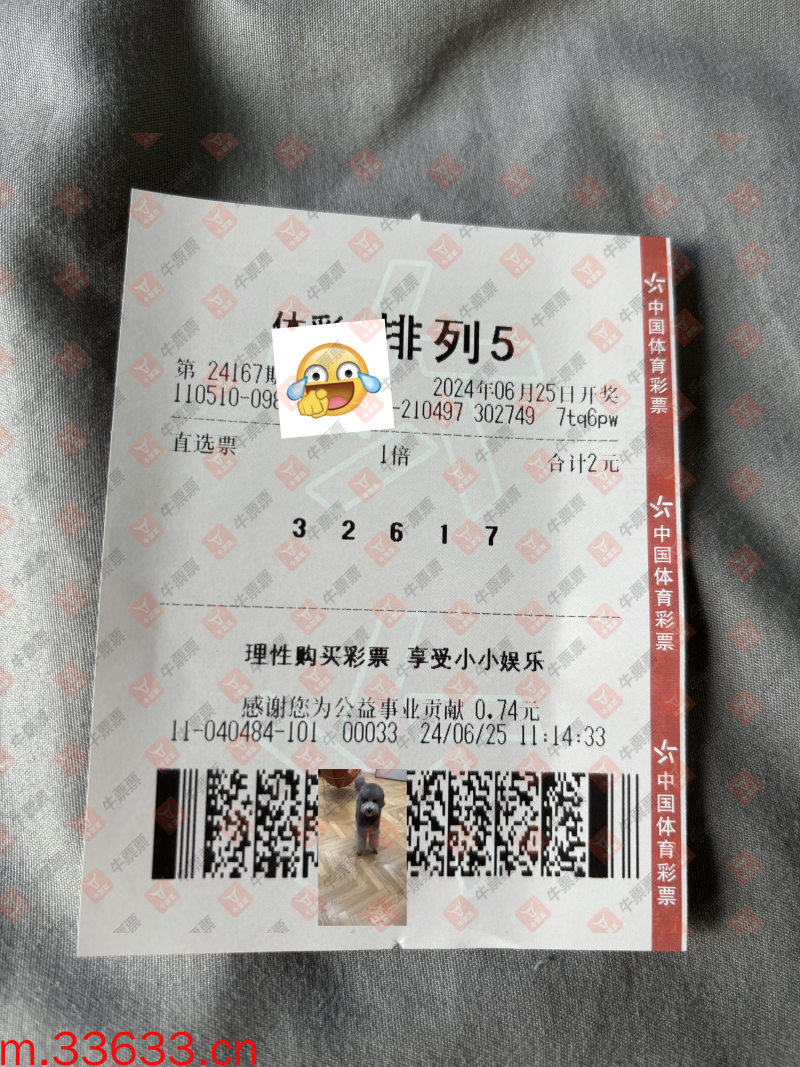 体彩 排列5
第 24167期 2024年06月25日开奖
110510-098 -210497 302749 7tq6pw
直选票 1倍 合计2元
3 2 6 1 7
理性购买彩票 享受小小娱乐
感谢您为公益事业贡献 0.74元
11-040484-101 00033 24/06/25 11:14:33
中国体育彩票
中国体育彩票
中国体育彩票
牛票票
m.33633.cn